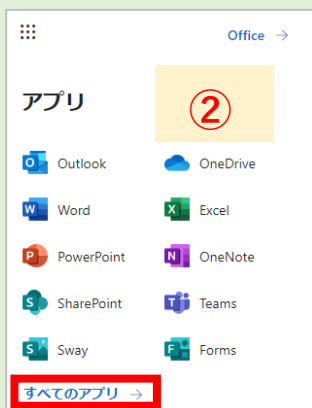 Office →
アプリ
②
Outlook
OneDrive
Word
Excel
PowerPoint
OneNote
SharePoint
Teams
Sway
Forms
すべてのアプリ →